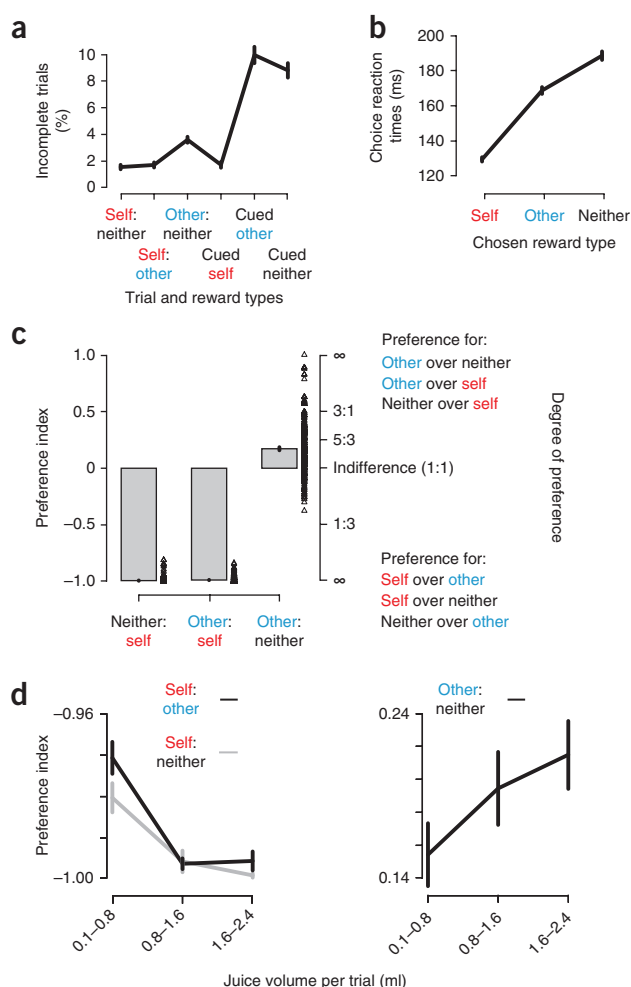 a
Incomplete trials
(%)
10
8
6
4
2
0
Self:
neither
Self:
other
Other:
neither
Cued
self
Cued
other
Cued
neither
Trial and reward types
b
Choice reaction
times (ms)
200
180
160
140
120
Self
Other
Neither
Chosen reward type
c
Preference index
1.0
0.5
0
−0.5
−1.0
Neither:
self
Other:
self
Other:
neither
∞
3:1
5:3
Indifference (1:1)
1:3
∞
Degree of preference
Preference for:
Other over neither
Other over self
Neither over self
Preference for:
Self over other
Self over neither
Neither over other
d
Preference index
−0.96
−1.00
Self:
other
Self:
neither
0.1–0.8
0.8–1.6
1.6–2.4
Other:
neither
0.24
0.14
0.1–0.8
0.8–1.6
1.6–2.4
Juice volume per trial (ml)